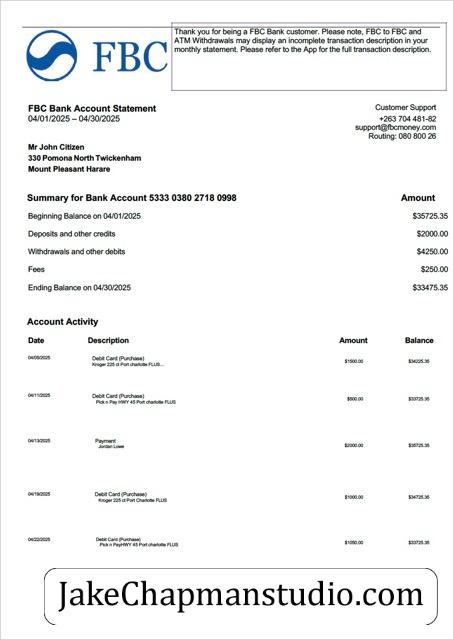 FBC
Thank you for being a FBC Bank customer. Please note, FBC to FBC and
ATM Withdrawals may display an incomplete transaction description in your
monthly statement. Please refer to the App for the full transaction description.
FBC Bank Account Statement
04/01/2025 – 04/30/2025
Customer Support
+263 704 481-82
support@fbcmoney.com
Routing: 080 800 26
Mr John Citizen
330 Pomona North Twickenham
Mount Pleasant Harare
Summary for Bank Account 5333 0380 2718 0998 Amount
Beginning Balance on 04/01/2025 $35725.35
Deposits and other credits $2000.00
Withdrawals and other debits $4250.00
Fees $250.00
Ending Balance on 04/30/2025 $33475.35
Account Activity
Date Description Amount Balance
04/05/2025 Debit Card (Purchase) $1500.00 $34225.35
Kroger 225 ct Port charlotte FLUS...
04/11/2025 Debit Card (Purchase) $500.00 $33725.35
Pick n Pay HWY 45 Port charlotte FLUS
04/13/2025 Payment $2000.00 $35725.35
Jordan Lowe
04/19/2025 Debit Card (Purchase) $1000.00 $34725.35
Kroger 225 ct Port Charlotte FLUS
04/22/2025 Debit Card (Purchase) $1050.00 $33725.35
Pick n PayHWY 45 Port charlotte FLUS
JakeChapmanstudio.com